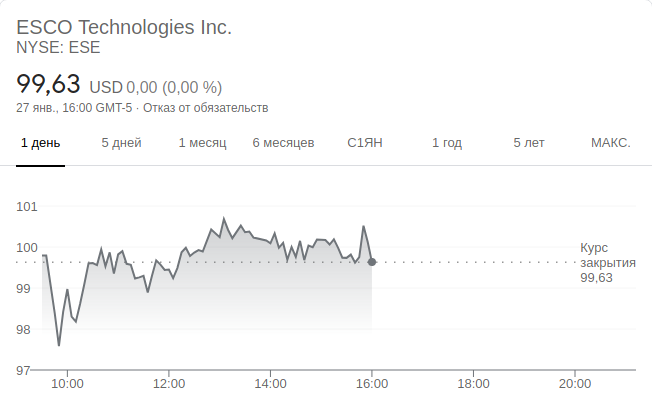 ESCO Technologies Inc.
NYSE: ESE
99,63 USD 0,00 (0,00 %)
27 янв., 16:00 GMT-5 · Отказ от обязательств
1 день 5 дней 1 месяц 6 месяцев С1ЯН 1 год 5 лет МАКС.
101
100
99
98
97
Курс
закрытия
99,63
10:00 12:00 14:00 16:00 18:00 20:00